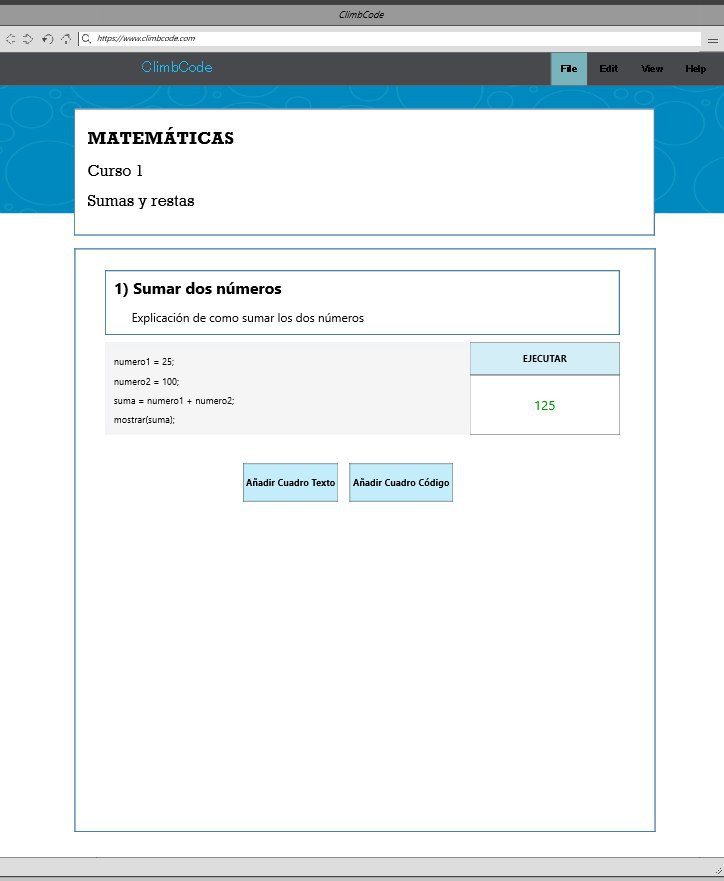 ClimbCode
https://www.climbcode.com
ClimbCode
File Edit View Help
MATEMÁTICAS
Curso 1
Sumas y restas
1) Sumar dos números
Explicación de como sumar los dos números
numero1 = 25;
numero2 = 100;
suma = numero1 + numero2;
mostrar(suma);
EJECUTAR
125
Añadir Cuadro Texto
Añadir Cuadro Código